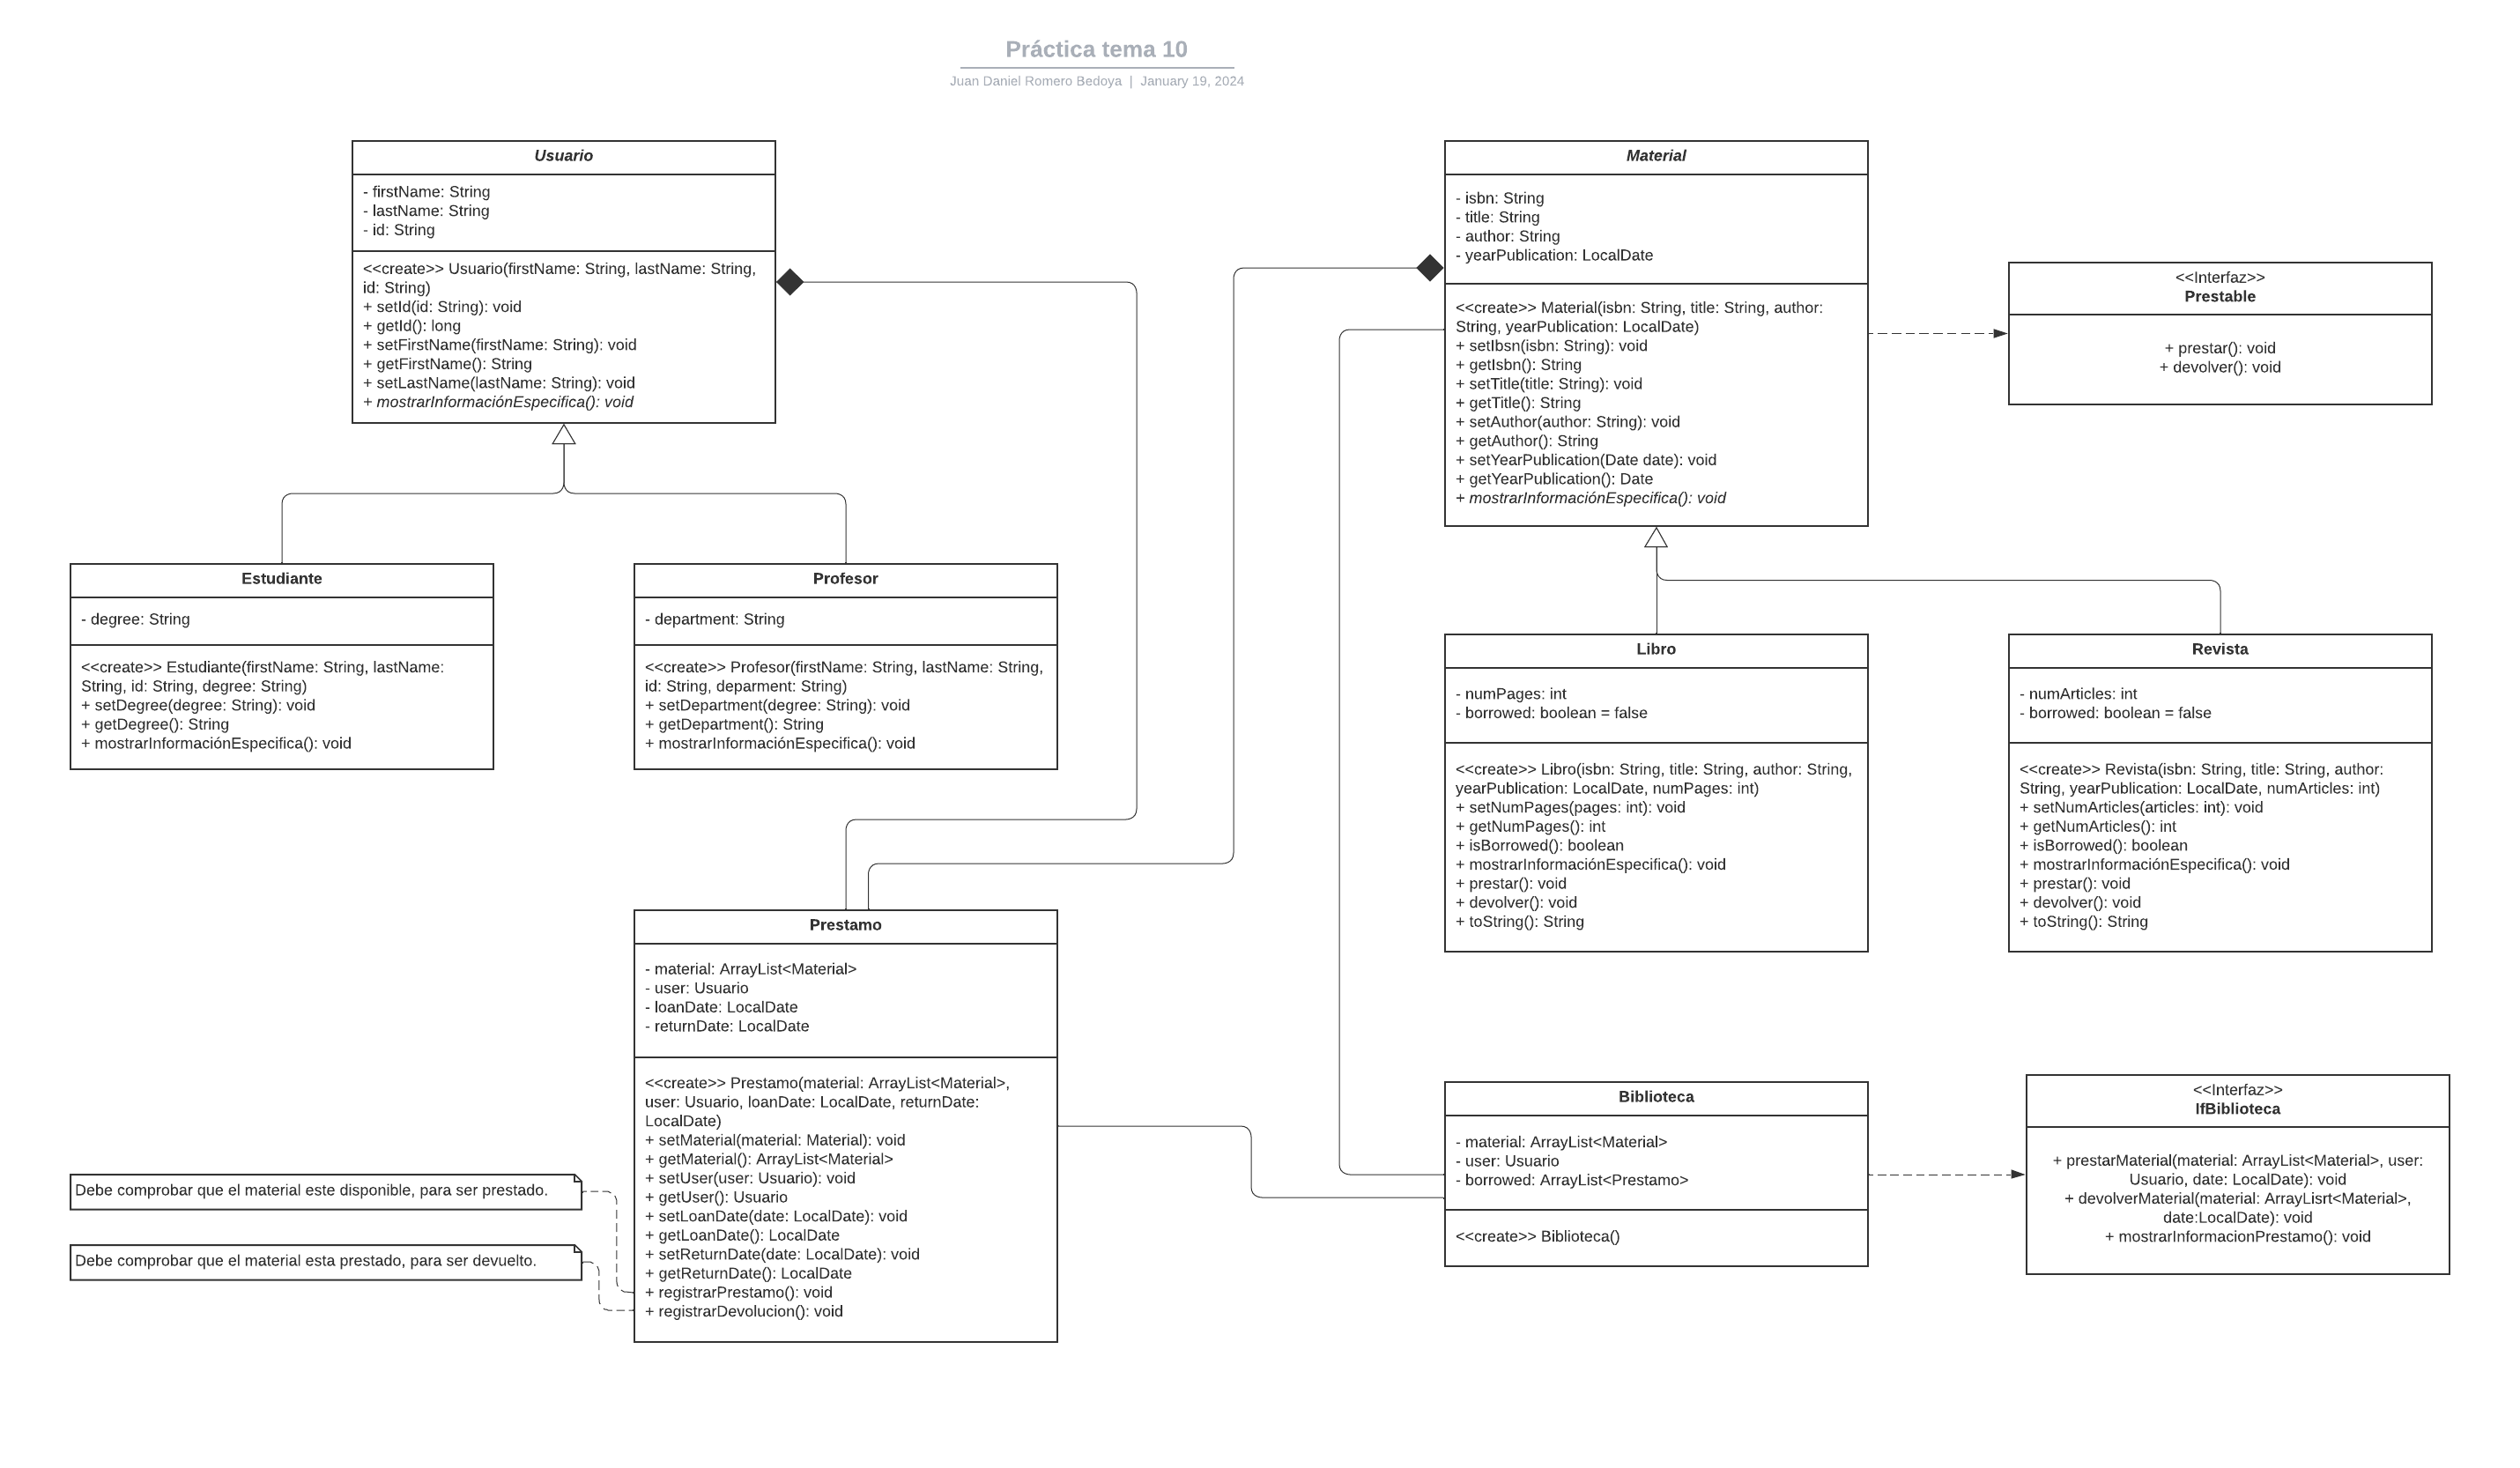 Práctica tema 10
Juan Daniel Romero Bedoya | January 19, 2024
Usuario
- firstName: String
- lastName: String
- id: String
<<create>> Usuario(firstName: String, lastName: String,
id: String)
+ setId(id: String): void
+ getId(): long
+ setFirstName(firstName: String): void
+ getFirstName(): String
+ setLastName(lastName: String): void
+ mostrarInformaciónEspecifica(): void
Material
- isbn: String
- title: String
- author: String
- yearPublication: LocalDate
<<create>> Material(isbn: String, title: String, author:
String, yearPublication: LocalDate)
+ setIbsn(isbn: String): void
+ getIsbn(): String
+ setTitle(title: String): void
+ getTitle(): String
+ setAuthor(author: String): void
+ getAuthor(): String
+ setYearPublication(Date date): void
+ getYearPublication(): Date
+ mostrarInformaciónEspecifica(): void
<<Interfaz>>
Prestable
+ prestar(): void
+ devolver(): void
Estudiante
- degree: String
<<create>> Estudiante(firstName: String, lastName:
String, id: String, degree: String)
+ setDegree(degree: String): void
+ getDegree(): String
+ mostrarInformaciónEspecifica(): void
Profesor
- department: String
<<create>> Profesor(firstName: String, lastName: String,
id: String, deparment: String)
+ setDepartment(degree: String): void
+ getDepartment(): String
+ mostrarInformaciónEspecifica(): void
Libro
- numPages: int
- borrowed: boolean = false
<<create>> Libro(isbn: String, title: String, author: String,
yearPublication: LocalDate, numPages: int)
+ setNumPages(pages: int): void
+ getNumPages(): int
+ isBorrowed(): boolean
+ mostrarInformaciónEspecifica(): void
+ prestar(): void
+ devolver(): void
+ toString(): String
Revista
- numArticles: int
- borrowed: boolean = false
<<create>> Revista(isbn: String, title: String, author:
String, yearPublication: LocalDate, numArticles: int)
+ setNumArticles(articles: int): void
+ getNumArticles(): int
+ isBorrowed(): boolean
+ mostrarInformaciónEspecifica(): void
+ prestar(): void
+ devolver(): void
+ toString(): String
Prestamo
- material: ArrayList<Material>
- user: Usuario
- loanDate: LocalDate
- returnDate: LocalDate
<<create>> Prestamo(material: ArrayList<Material>,
user: Usuario, loanDate: LocalDate, returnDate:
LocalDate)
+ setMaterial(material: Material): void
+ getMaterial(): ArrayList<Material>
+ setUser(user: Usuario): void
+ getUser(): Usuario
+ setLoanDate(date: LocalDate): void
+ getLoanDate(): LocalDate
+ setReturnDate(date: LocalDate): void
+ getReturnDate(): LocalDate
+ registrarPrestamo(): void
+ registrarDevolucion(): void
Debe comprobar que el material este disponible, para ser prestado.
Debe comprobar que el material esta prestado, para ser devuelto.
Biblioteca
- material: ArrayList<Material>
- user: Usuario
- borrowed: ArrayList<Prestamo>
<<create>> Biblioteca()
<<Interfaz>>
IfBiblioteca
+ prestarMaterial(material: ArrayList<Material>, user:
Usuario, date: LocalDate): void
+ devolverMaterial(material: ArrayLisrt<Material>,
date:LocalDate): void
+ mostrarInformacionPrestamo(): void